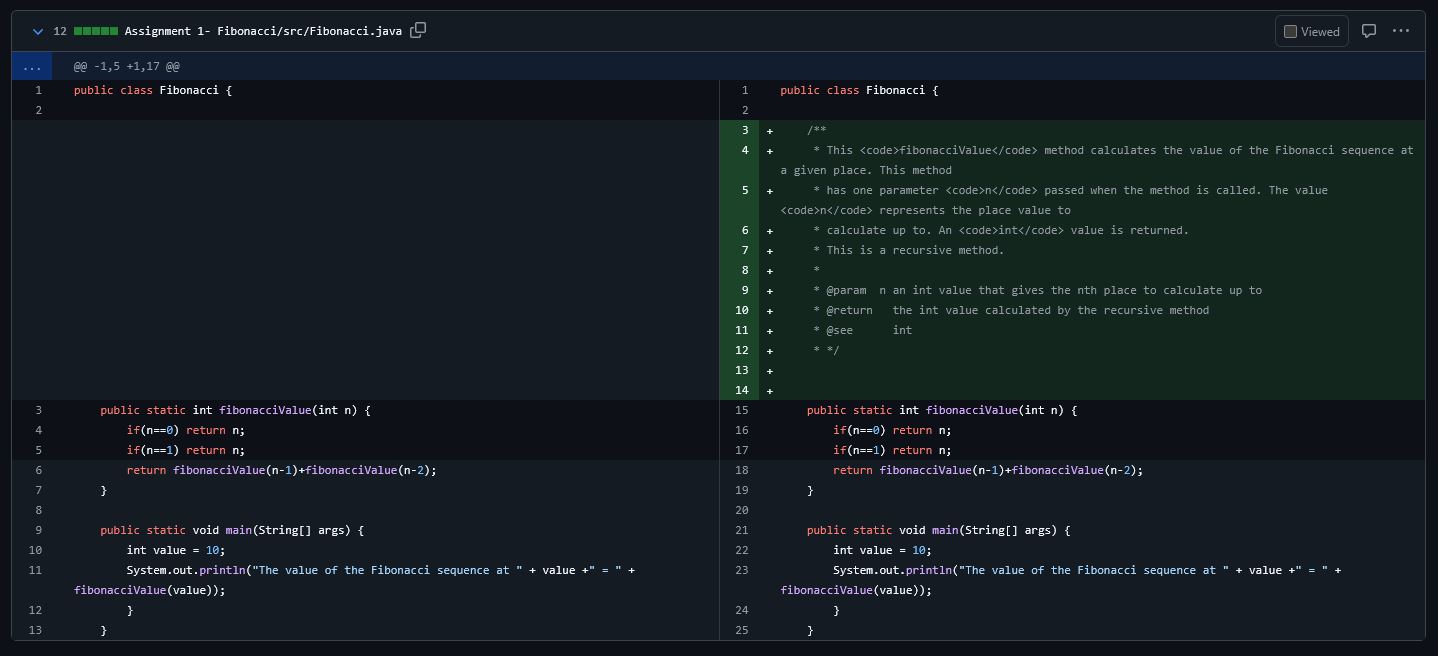 12 Assignment 1- Fibonacci/src/Fibonacci.java Viewed ...
... @@ -1,5 +1,17 @@
1 public class Fibonacci {
2
3 public static int fibonacciValue(int n) {
4 if(n==0) return n;
5 if(n==1) return n;
6 return fibonacciValue(n-1)+fibonacciValue(n-2);
7 }
8
9 public static void main(String[] args) {
10 int value = 10;
11 System.out.println("The value of the Fibonacci sequence at " + value +" = " +
fibonacciValue(value));
12 }
13 }
1 public class Fibonacci {
2
3 + /**
4 + * This <code>fibonacciValue</code> method calculates the value of the Fibonacci sequence at
a given place. This method
5 + * has one parameter <code>n</code> passed when the method is called. The value
<code>n</code> represents the place value to
6 + * calculate up to. An <code>int</code> value is returned.
7 + * This is a recursive method.
8 + *
9 + * @param  n an int value that gives the nth place to calculate up to
10 + * @return   the int value calculated by the recursive method
11 + * @see      int
12 + * */
13 +
14 +
15 public static int fibonacciValue(int n) {
16 if(n==0) return n;
17 if(n==1) return n;
18 return fibonacciValue(n-1)+fibonacciValue(n-2);
19 }
20
21 public static void main(String[] args) {
22 int value = 10;
23 System.out.println("The value of the Fibonacci sequence at " + value +" = " +
fibonacciValue(value));
24 }
25 }